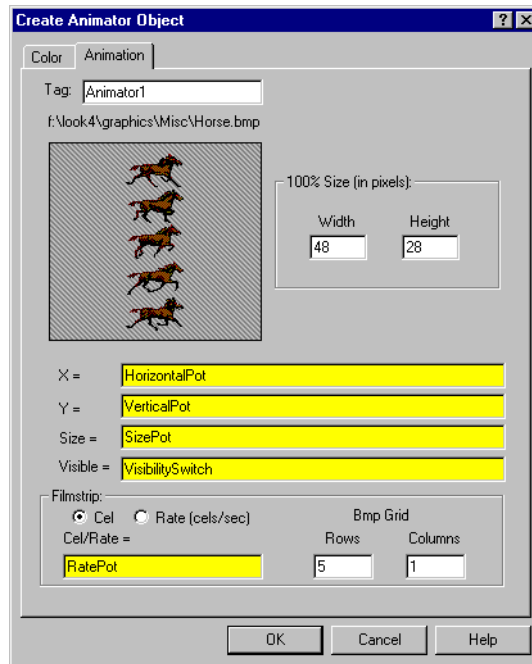 Create Animator Object
Color Animation
Tag: Animator1
f:\look4\graphics\Misc\Horse.bmp
100% Size (in pixels):
Width Height
48 28
X = HorizontalPot
Y = VerticalPot
Size = SizePot
Visible = VisibilitySwitch
Filmstrip:
Cel Rate (cels/sec) Bmp Grid
Cel/Rate = Rows Columns
RatePot 5 1
OK Cancel Help